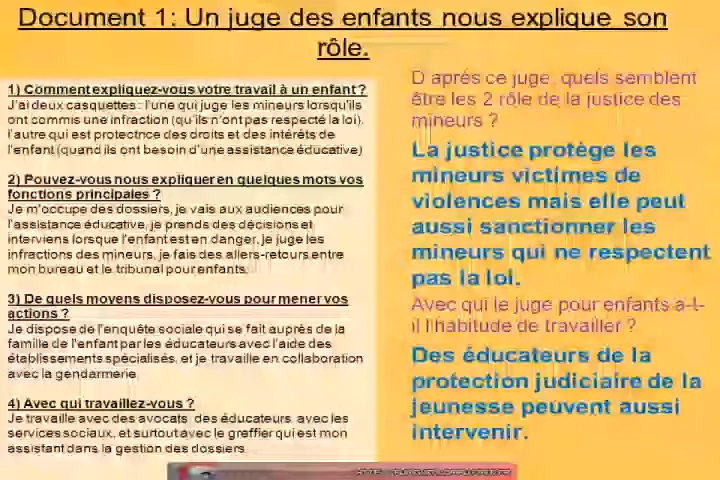 Document 1: Un juge des enfants nous explique son
rôle.
1) Comment expliquez-vous votre travail à un enfant ?
J'ai deux casquettes : l'une qui juge les mineurs lorsqu'ils
ont commis une infraction (qu'ils n'ont pas respecté la loi),
l'autre qui est protectrice des droits et des intérêts de
l'enfant (quand ils ont besoin d'une assistance éducative)
2) Pouvez-vous nous expliquer en quelques mots vos
fonctions principales ?
Je m'occupe des dossiers, je vais aux audiences pour
l'assistance éducative, je prends des décisions et
interviens lorsque l'enfant est en danger, je juge les
infractions des mineurs, je fais des allers-retours entre
mon bureau et le tribunal pour enfants.
3) De quels moyens disposez-vous pour mener vos
actions ?
Je dispose de l'enquête sociale qui se fait auprès de la
famille de l'enfant par les éducateurs avec l'aide des
établissements spécialisés, et je travaille en collaboration
avec la gendarmerie.
4) Avec qui travaillez-vous ?
Je travaille avec des avocats, des éducateurs, avec les
services sociaux, et surtout avec le greffier qui est mon
assistant dans la gestion des dossiers
D'aprés ce juge, quels semblent
être les 2 rôle de la justice des
mineurs ?
La justice protège les
mineurs victimes de
violences mais elle peut
aussi sanctionner les
mineurs qui ne respectent
pas la loi.
Avec qui le juge pour enfants a-t-
il l'habitude de travailler ?
Des éducateurs de la
protection judiciaire de la
jeunesse peuvent aussi
intervenir.